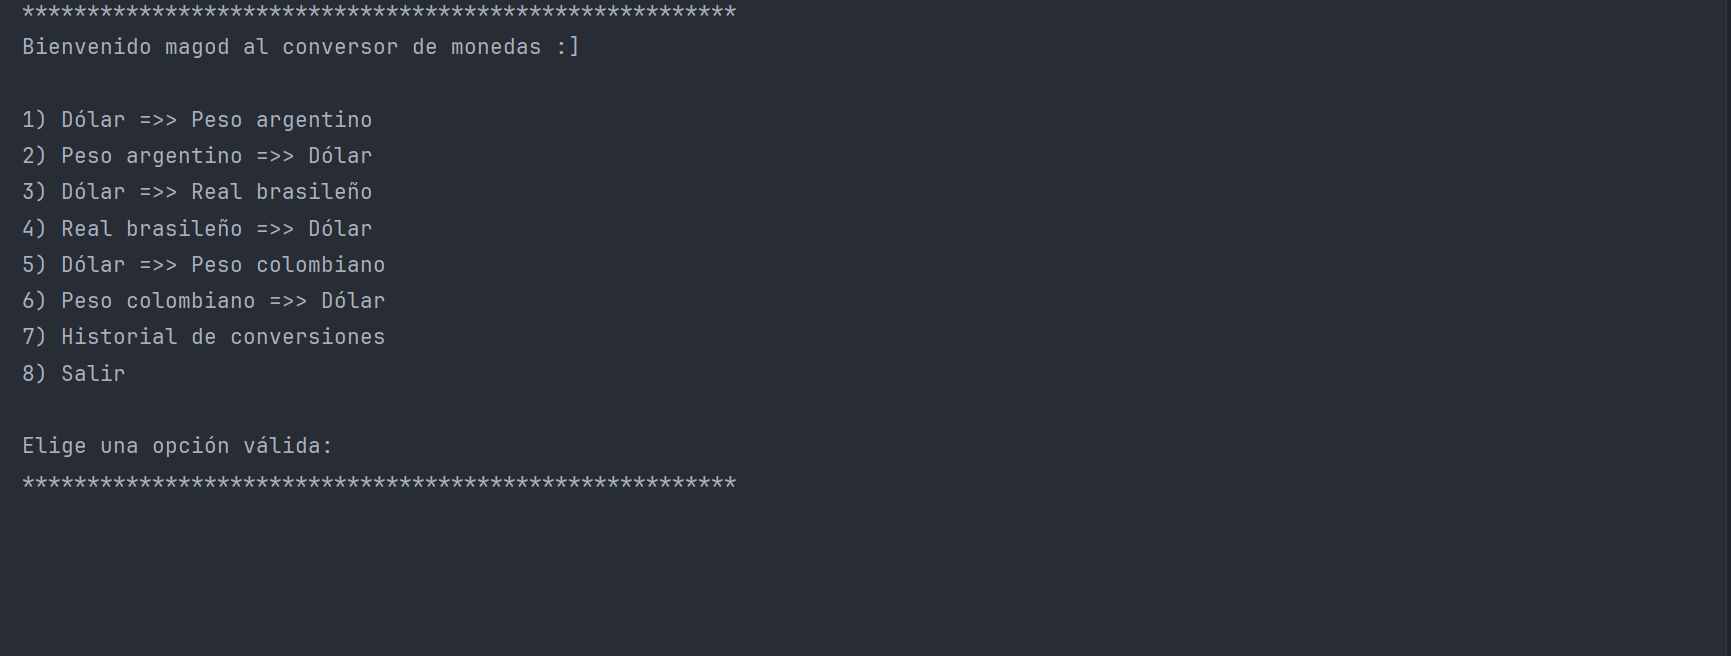 *******************************************************
Bienvenido magod al conversor de monedas :]
1) Dólar =>> Peso argentino
2) Peso argentino =>> Dólar
3) Dólar =>> Real brasileño
4) Real brasileño =>> Dólar
5) Dólar =>> Peso colombiano
6) Peso colombiano =>> Dólar
7) Historial de conversiones
8) Salir
Elige una opción válida:
*******************************************************